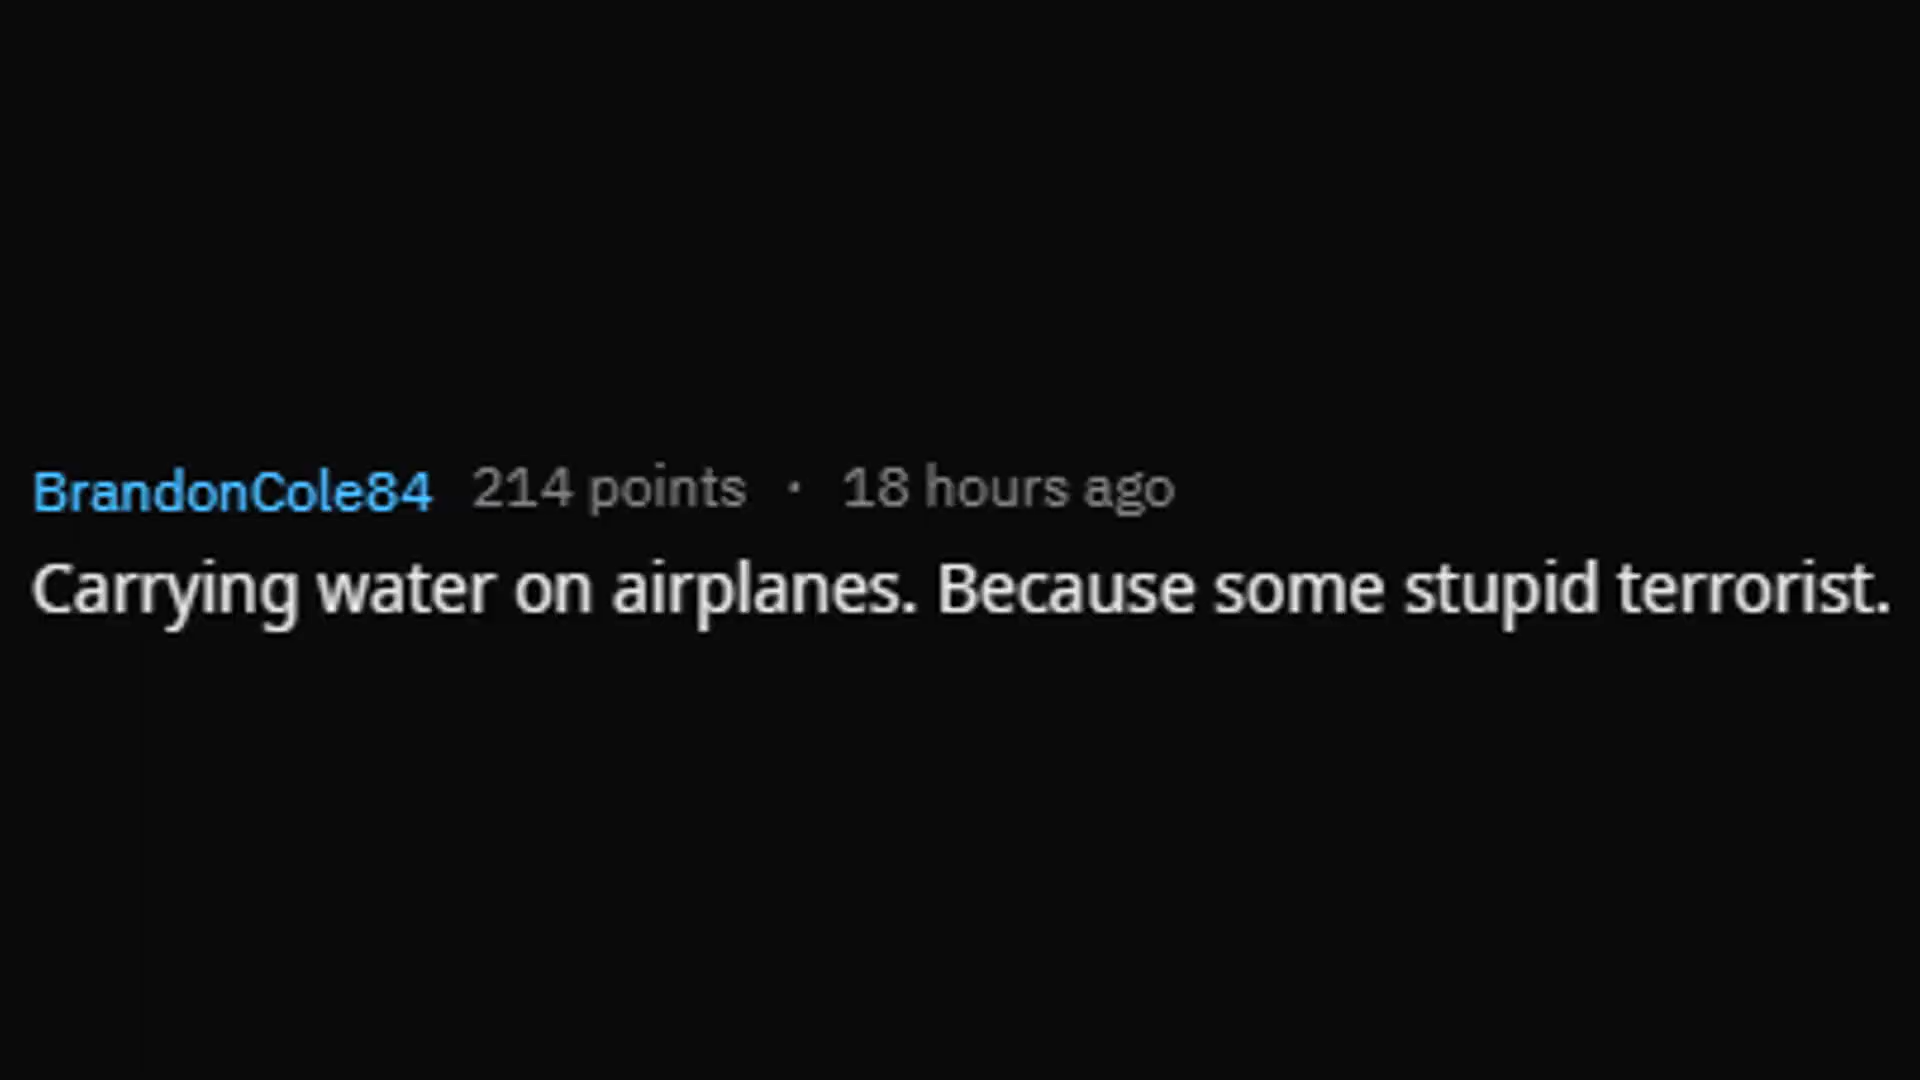 BrandonCole84 214 points · 18 hours ago
Carrying water on airplanes. Because some stupid terrorist.